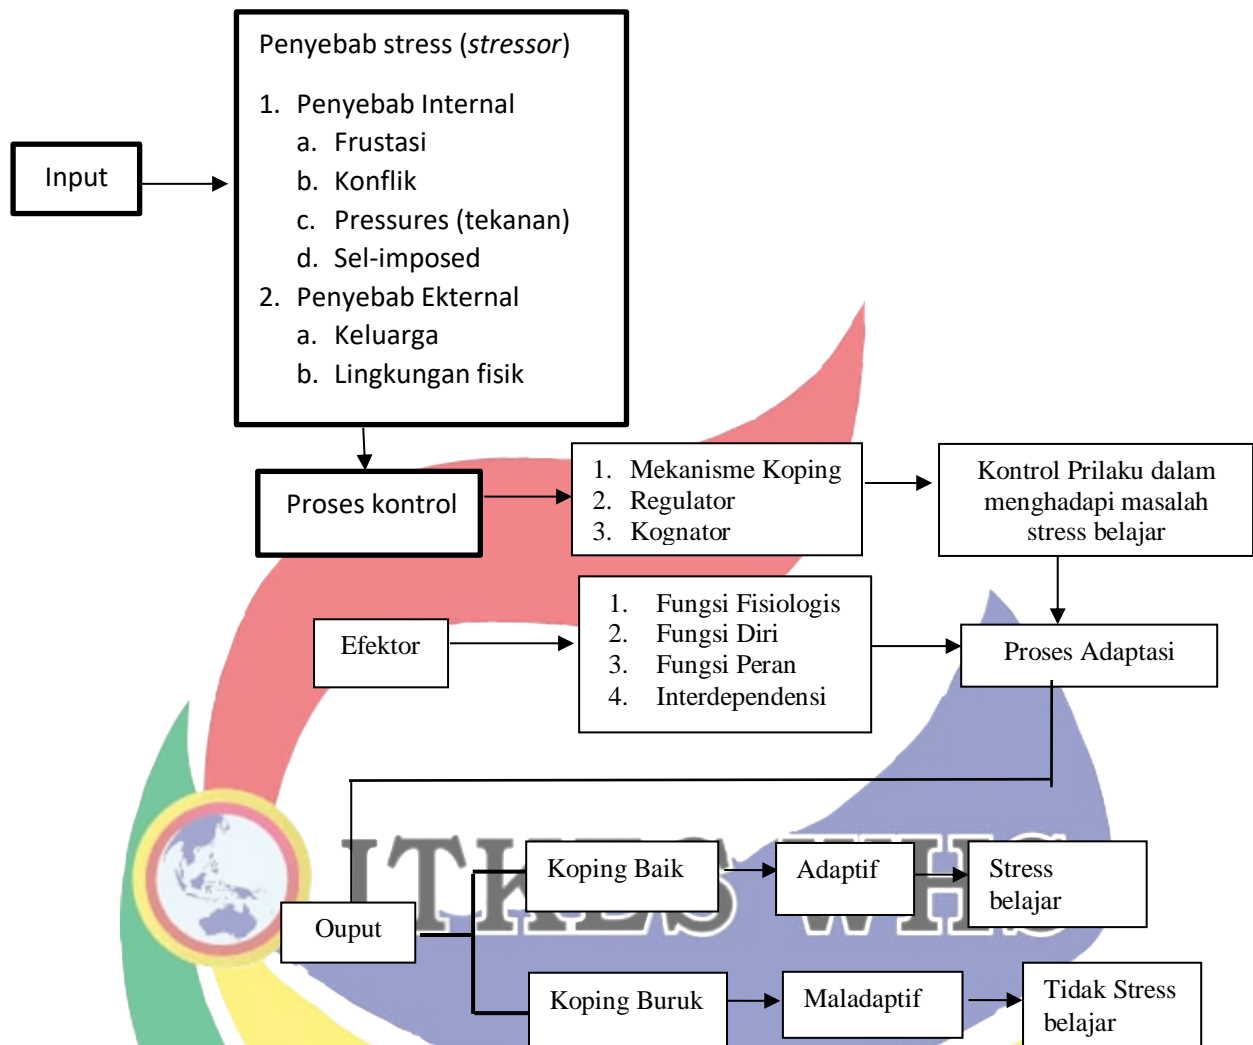 Penyebab stress (stressor)
1. Penyebab Internal
a. Frustasi
b. Konflik
c. Pressures (tekanan)
d. Sel-imposed
2. Penyebab Ekternal
a. Keluarga
b. Lingkungan fisik
Input
Proses kontrol
1. Mekanisme Koping
2. Regulator
3. Kognator
Kontrol Prilaku dalam
menghadapi masalah
stress belajar
Efektor
1. Fungsi Fisiologis
2. Fungsi Diri
3. Fungsi Peran
4. Interdependensi
Proses Adaptasi
ITKES WHS
Ouput
Koping Baik
Adaptif
Stress
belajar
Koping Buruk
Maladaptif
Tidak Stress
belajar